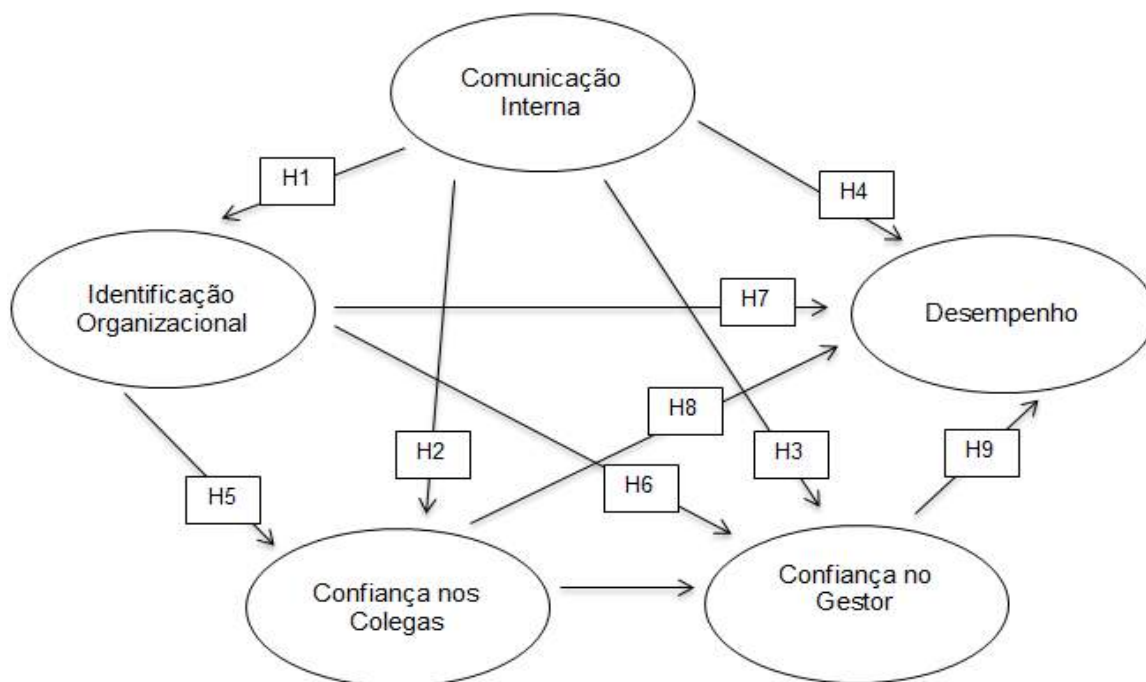 Comunicação
Interna
H1
H4
Identificação
Organizacional
H7
Desempenho
H8
H2
H3
H9
H6
H5
Confiança nos
Colegas
Confiança no
Gestor